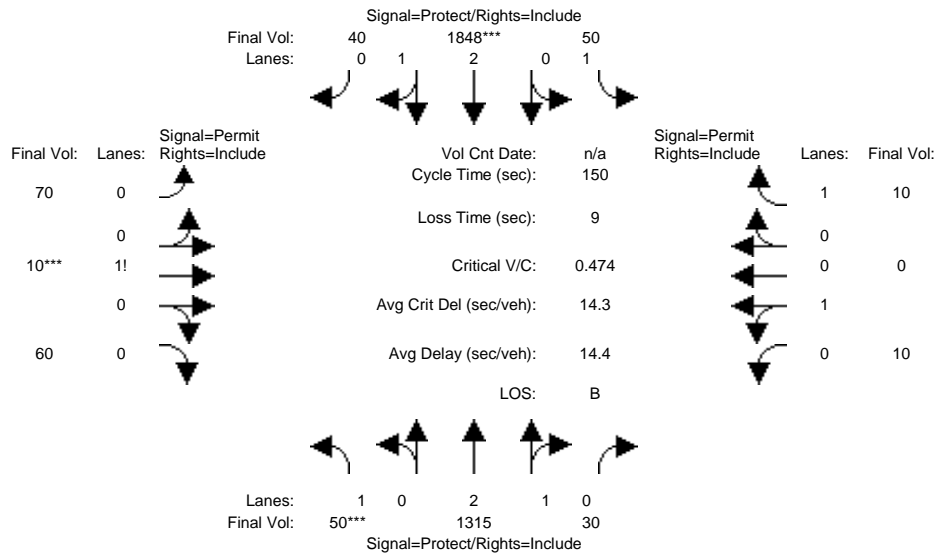 Signal=Protect/Rights=Include
Final Vol: 40 1848*** 50
Lanes: 0 1 2 0 1
Signal=Permit
Final Vol: Lanes: Rights=Include
Vol Cnt Date: n/a
Signal=Permit
Rights=Include Lanes: Final Vol:
Cycle Time (sec): 150
70 0
1 10
Loss Time (sec): 9
0
0
10*** 1!
Critical V/C: 0.474
0 0
0
Avg Crit Del (sec/veh): 14.3
1
60 0
Avg Delay (sec/veh): 14.4
0 10
LOS: B
Lanes: 1 0 2 1 0
Final Vol: 50*** 1315 30
Signal=Protect/Rights=Include